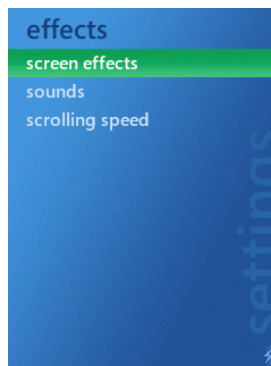 effects
screen effects
sounds
scrolling speed
settings